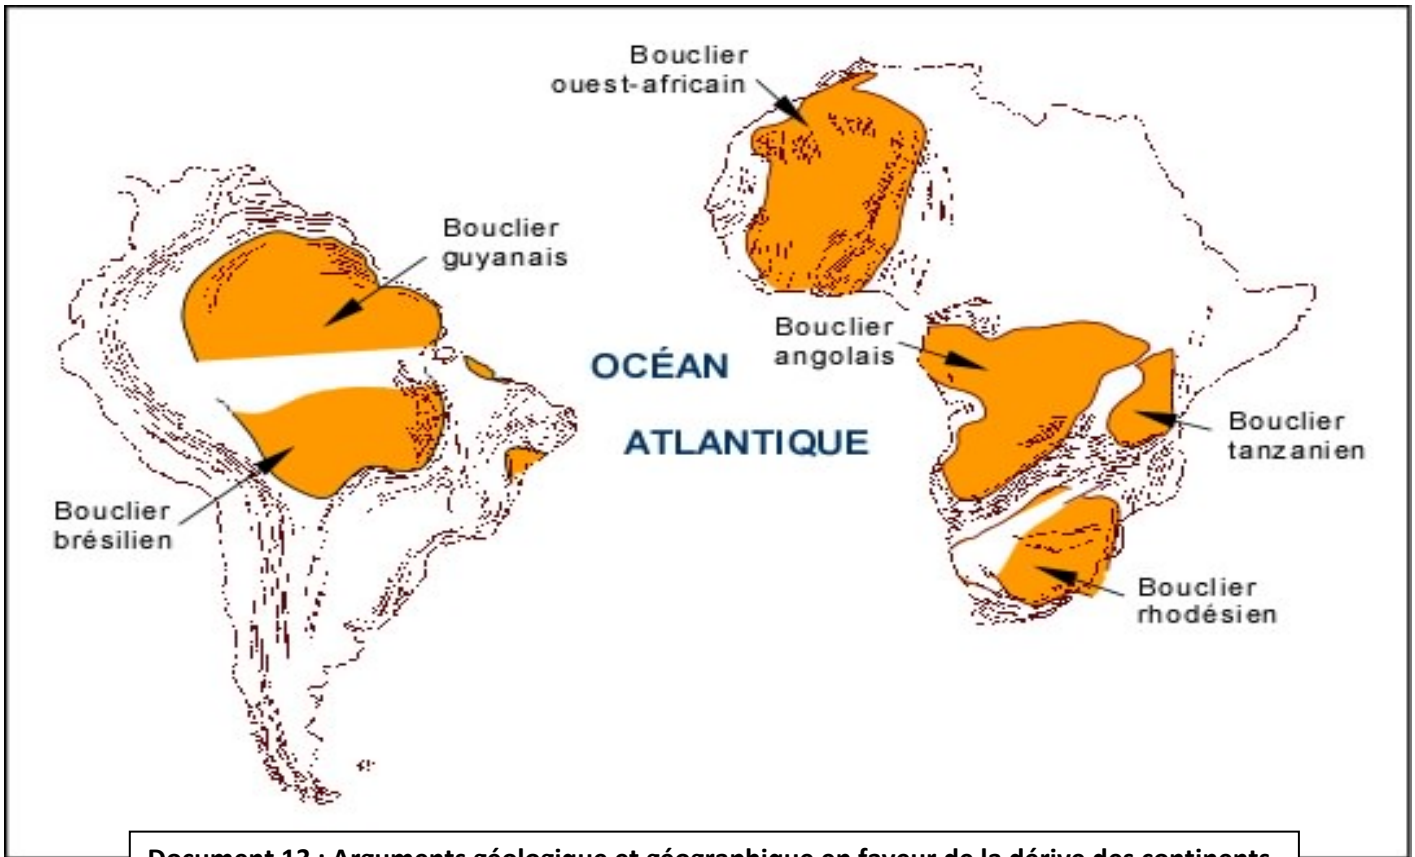 Bouclier
ouest-africain
Bouclier
guyanais
Bouclier
angolais
OCÉAN
ATLANTIQUE
Bouclier
tanzanien
Bouclier
brésilien
Bouclier
rhodésien
Document 12 : Arguments géologique et géographique en faveur de la dérive des continents